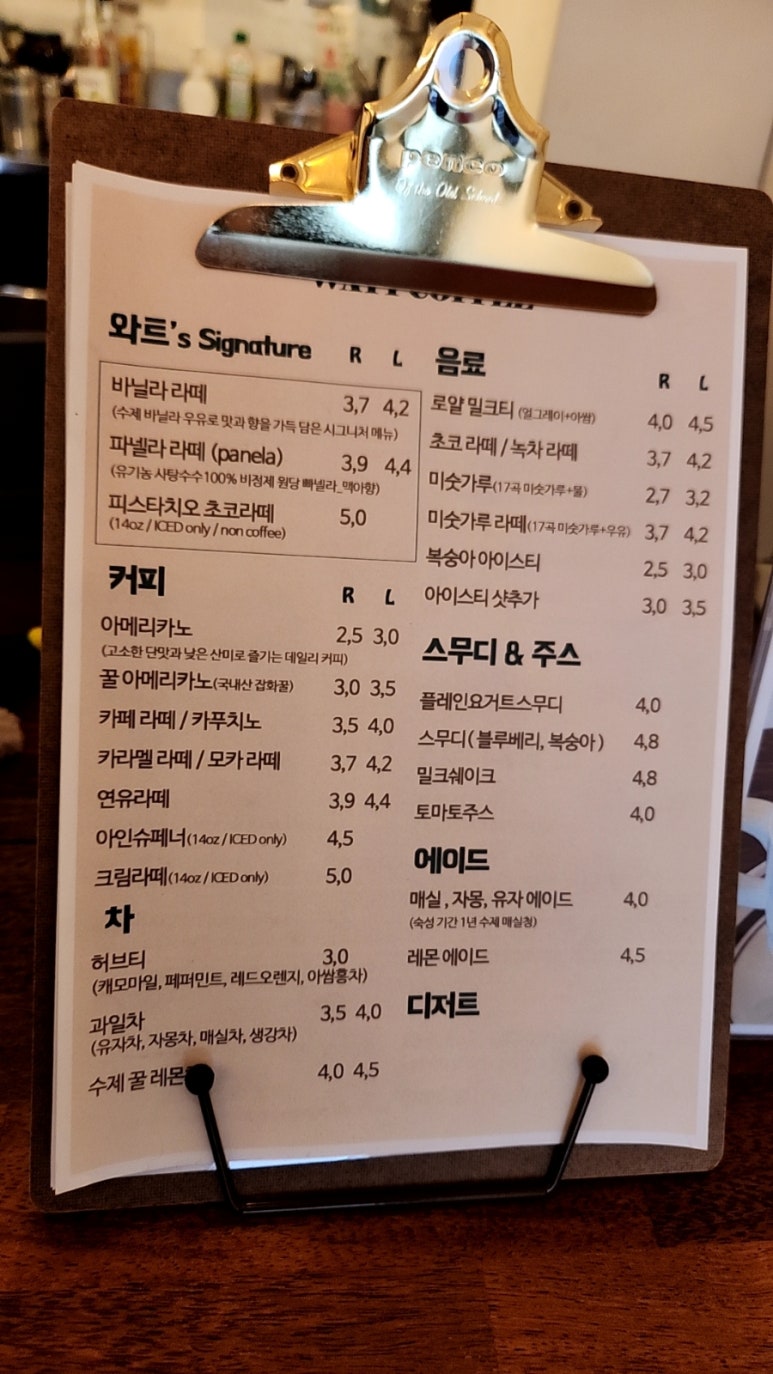 penco
Of the Old School
WATT COFFEE
와트's Signature R L
바닐라 라떼 3,7 4,2
(수제 바닐라 우유로 맛과 향을 가득 담은 시그니처 메뉴)
파넬라 라떼 (panela) 3,9 4,4
(유기농 사탕수수100% 비정제 원당 빠넬라_맥아향)
피스타치오 초코라떼 5,0
(14oz / ICED only / non coffee)
커피 R L
아메리카노 2,5 3,0
(고소한 단맛과 낮은 산미로 즐기는 데일리 커피)
꿀 아메리카노(국내산 잡화꿀) 3,0 3,5
카페 라떼 / 카푸치노 3,5 4,0
카라멜 라떼 / 모카 라떼 3,7 4,2
연유라떼 3,9 4,4
아인슈페너(14oz / ICED only) 4,5
크림라떼(14oz / ICED only) 5,0
차
허브티 3,0
(캐모마일, 페퍼민트, 레드오렌지, 아쌈홍차)
과일차 3,5 4,0
(유자차, 자몽차, 매실차, 생강차)
수제 꿀 레몬 4,0 4,5
음료 R L
로얄 밀크티 (얼그레이+아쌈) 4,0 4,5
초코 라떼 / 녹차 라떼 3,7 4,2
미숫가루(17곡 미숫가루+물) 2,7 3,2
미숫가루 라떼(17곡 미숫가루+우유) 3,7 4,2
복숭아 아이스티 2,5 3,0
아이스티 샷추가 3,0 3,5
스무디 & 주스
플레인요거트스무디 4,0
스무디( 블루베리, 복숭아 ) 4,8
밀크쉐이크 4,8
토마토주스 4,0
에이드
매실 , 자몽, 유자 에이드 4,0
(숙성 기간 1년 수제 매실청)
레몬 에이드 4,5
디저트